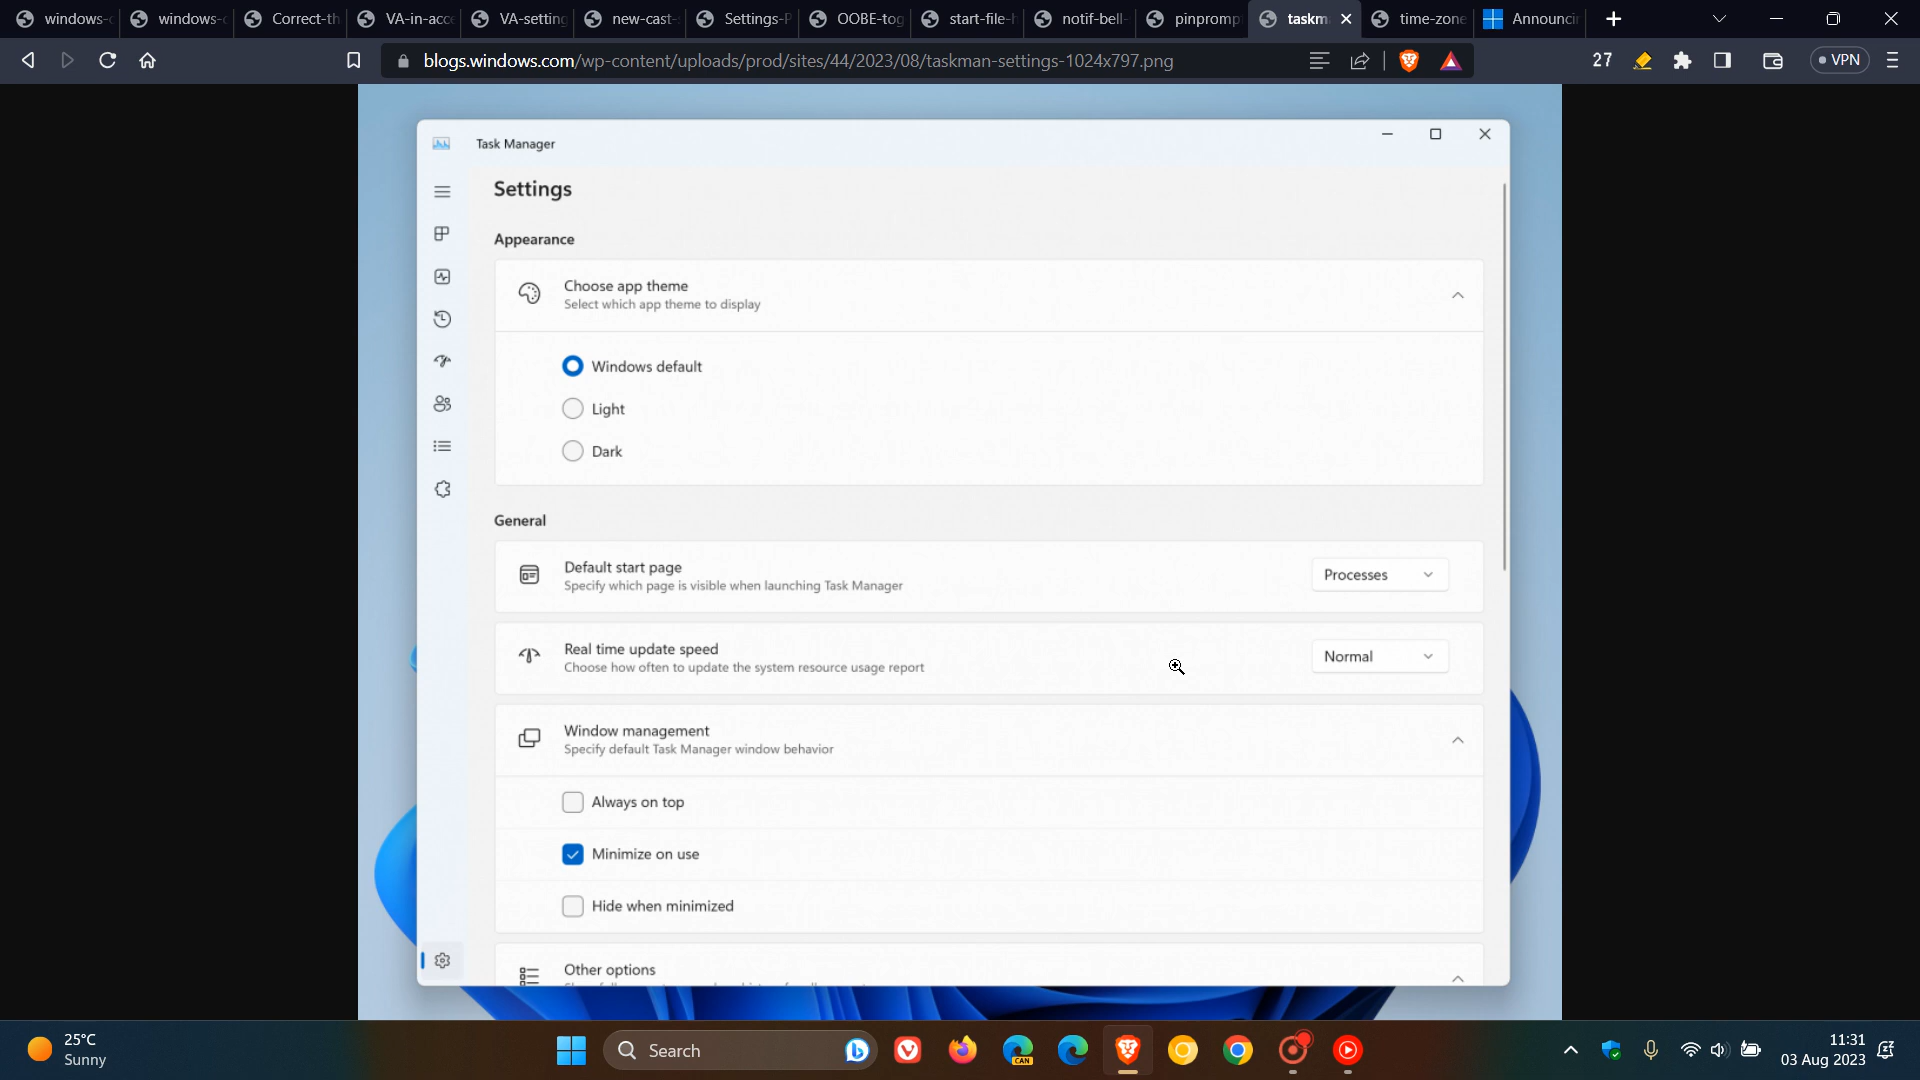 windows-c
windows-c
Correct-th
VA-in-acce
VA-setting
new-cast-
Settings-P
OOBE-tog
start-file-h
notif-bell-
pinpromp
taskm
time-zone
Announcin
blogs.windows.com/wp-content/uploads/prod/sites/44/2023/08/taskman-settings-1024x797.png
27
VPN
Task Manager
Settings
Appearance
Choose app theme
Select which app theme to display
Windows default
Light
Dark
General
Default start page
Specify which page is visible when launching Task Manager
Processes
Real time update speed
Choose how often to update the system resource usage report
Normal
Window management
Specify default Task Manager window behavior
Always on top
Minimize on use
Hide when minimized
Other options
25°C
Sunny
Search
CAN
11:31
03 Aug 2023